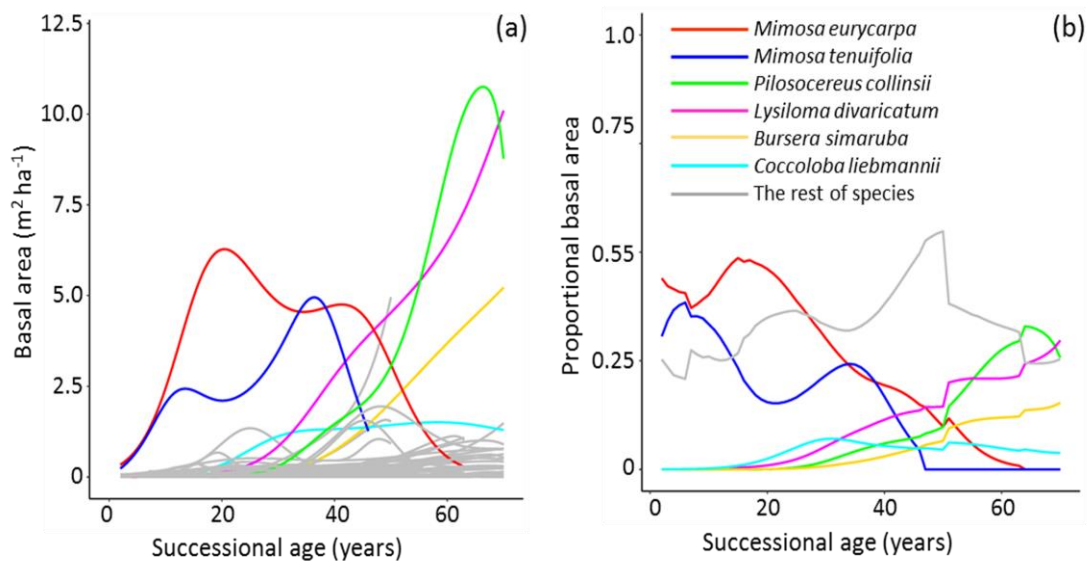 (a)
12.5
10.0
7.5
5.0
2.5
0
Basal area (m² ha⁻¹)
0
20
40
60
Successional age (years)
(b)
1.0
0.75
0.55
0.25
0
Proportional basal area
Mimosa eurycarpa
Mimosa tenuifolia
Pilosocereus collinsii
Lysiloma divaricatum
Bursera simaruba
Coccoloba liebmannii
The rest of species
0
20
40
60
Successional age (years)